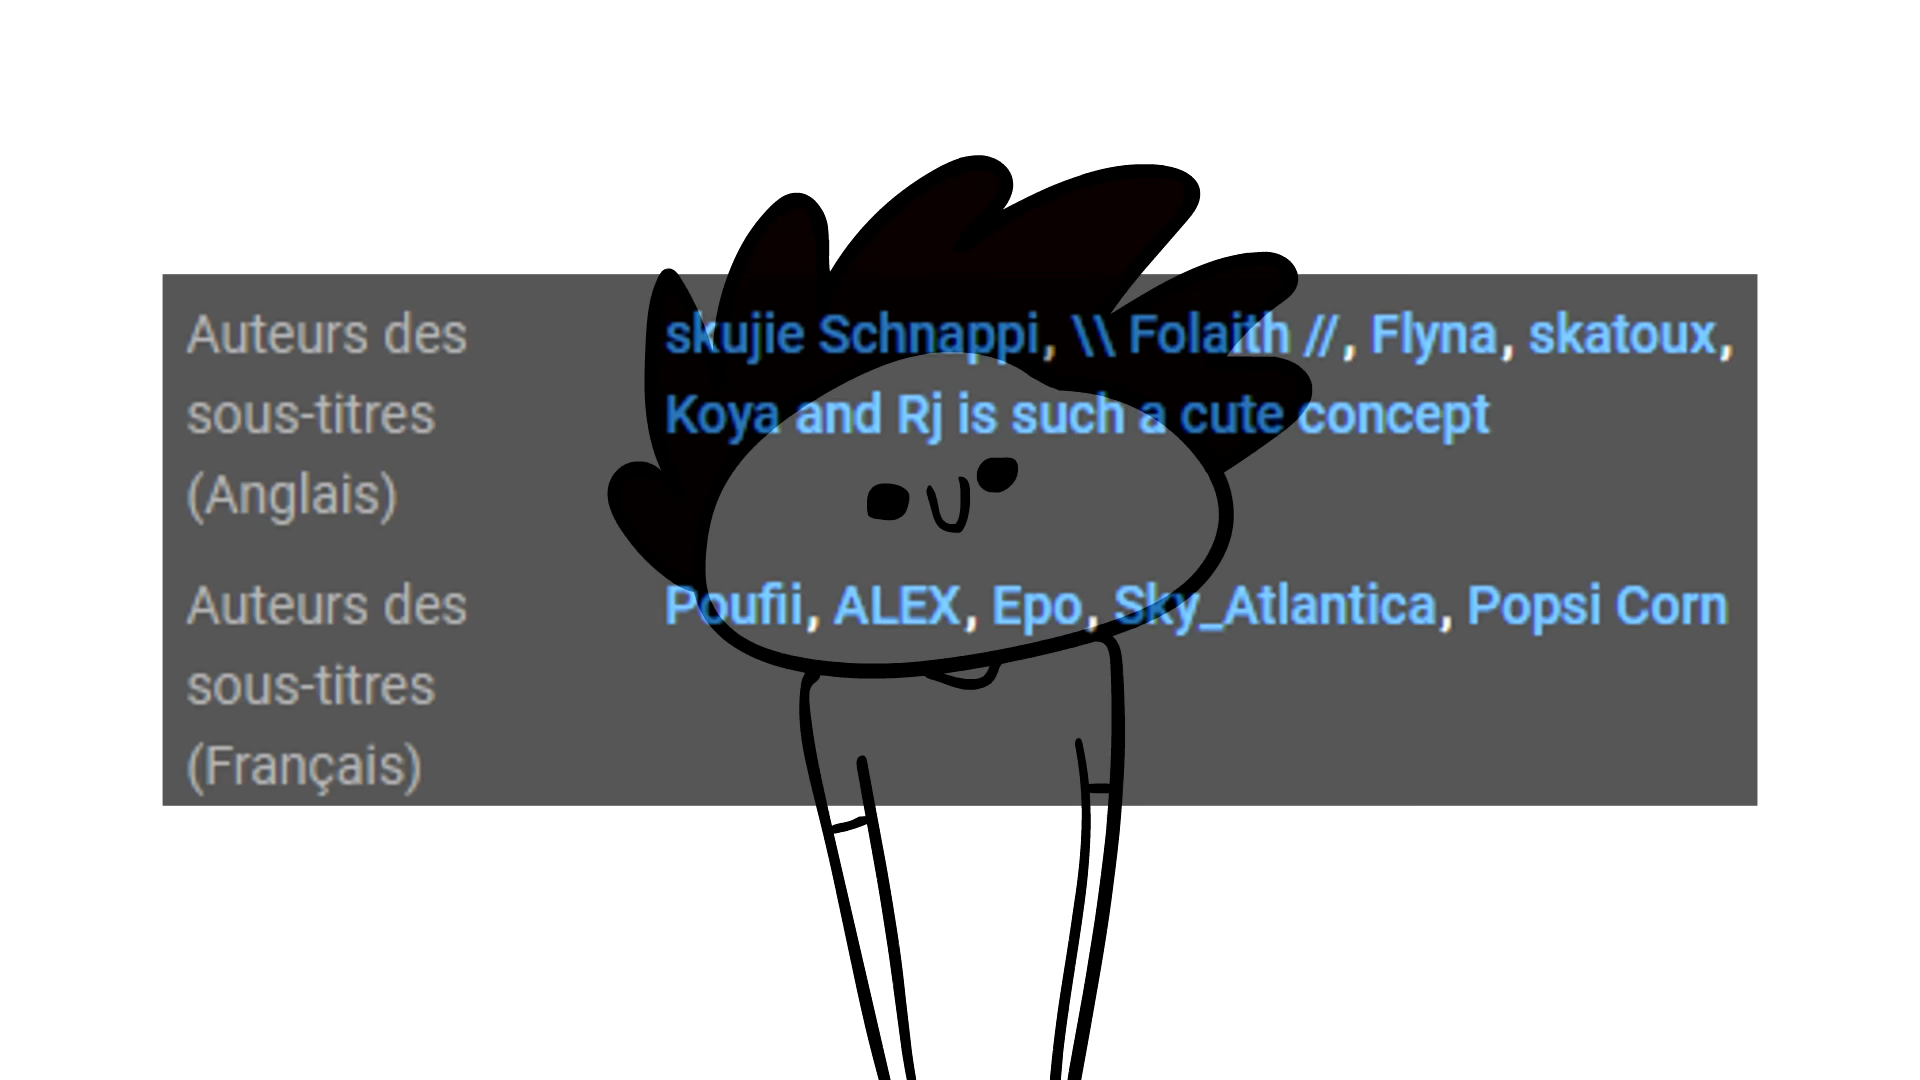 Auteurs des skujie Schnappi, \\ Folaith //, Flyna, skatoux,
sous-titres Koya and Rj is such a cute concept
(Anglais)
Auteurs des Poufii, ALEX, Epo, Sky_Atlantica, Popsi Corn
sous-titres
(Français)